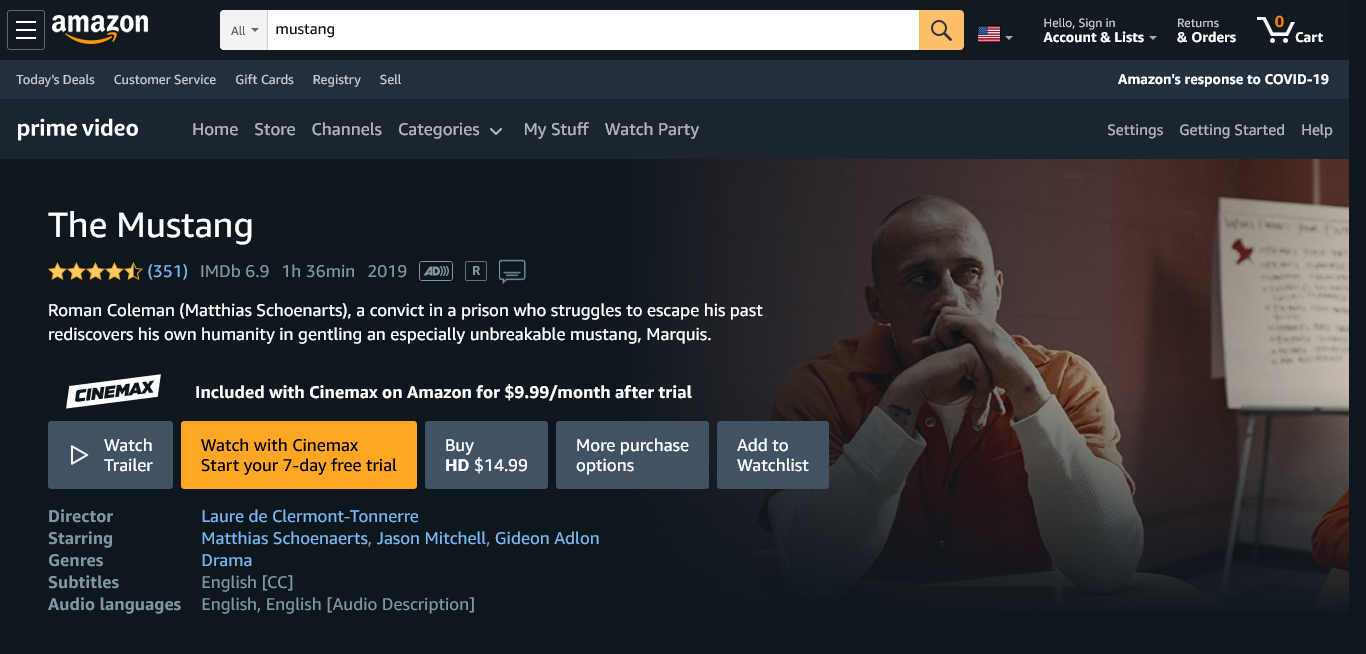 amazon
All
mustang
Hello, Sign in
Account & Lists
Returns
& Orders
0
Cart
Today's Deals
Customer Service
Gift Cards
Registry
Sell
Amazon's response to COVID-19
prime video
Home
Store
Channels
Categories
My Stuff
Watch Party
Settings
Getting Started
Help
The Mustang
(351) IMDb 6.9 1h 36min 2019 AD))) R
Roman Coleman (Matthias Schoenarts), a convict in a prison who struggles to escape his past
rediscovers his own humanity in gentling an especially unbreakable mustang, Marquis.
CINEMAX
Included with Cinemax on Amazon for $9.99/month after trial
Watch
Trailer
Watch with Cinemax
Start your 7-day free trial
Buy
HD $14.99
More purchase
options
Add to
Watchlist
Director Laure de Clermont-Tonnerre
Starring Matthias Schoenaerts, Jason Mitchell, Gideon Adlon
Genres Drama
Subtitles English [CC]
Audio languages English, English [Audio Description]